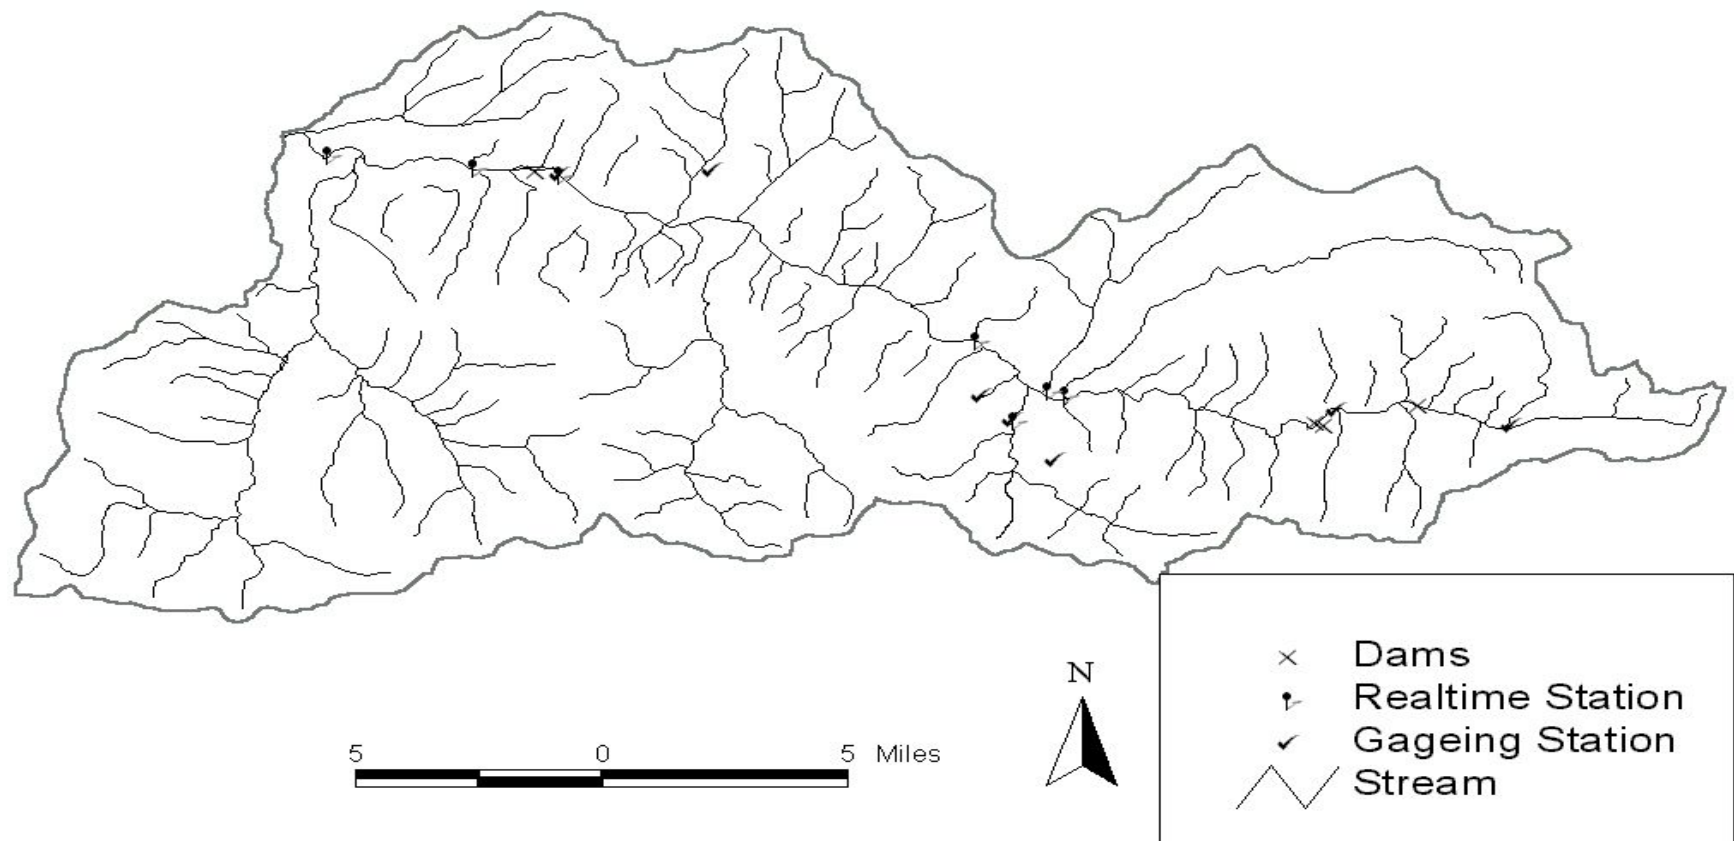 N
5 0 5 Miles
Dams
Realtime Station
Gageing Station
Stream